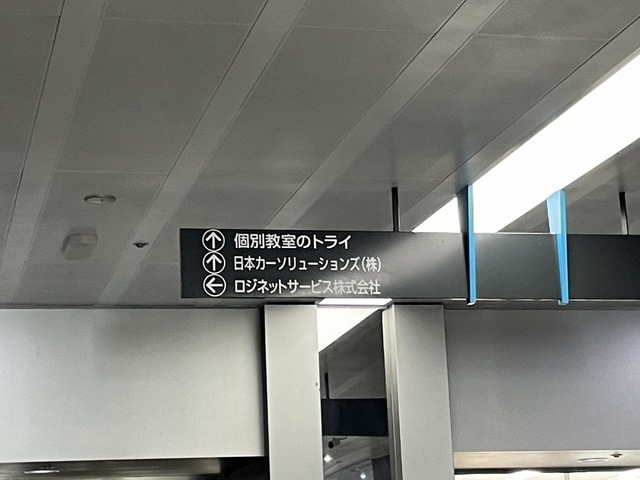 ↑ 個別教室のトライ
↑ 日本カーソリューションズ(株)
← ロジネットサービス株式会社